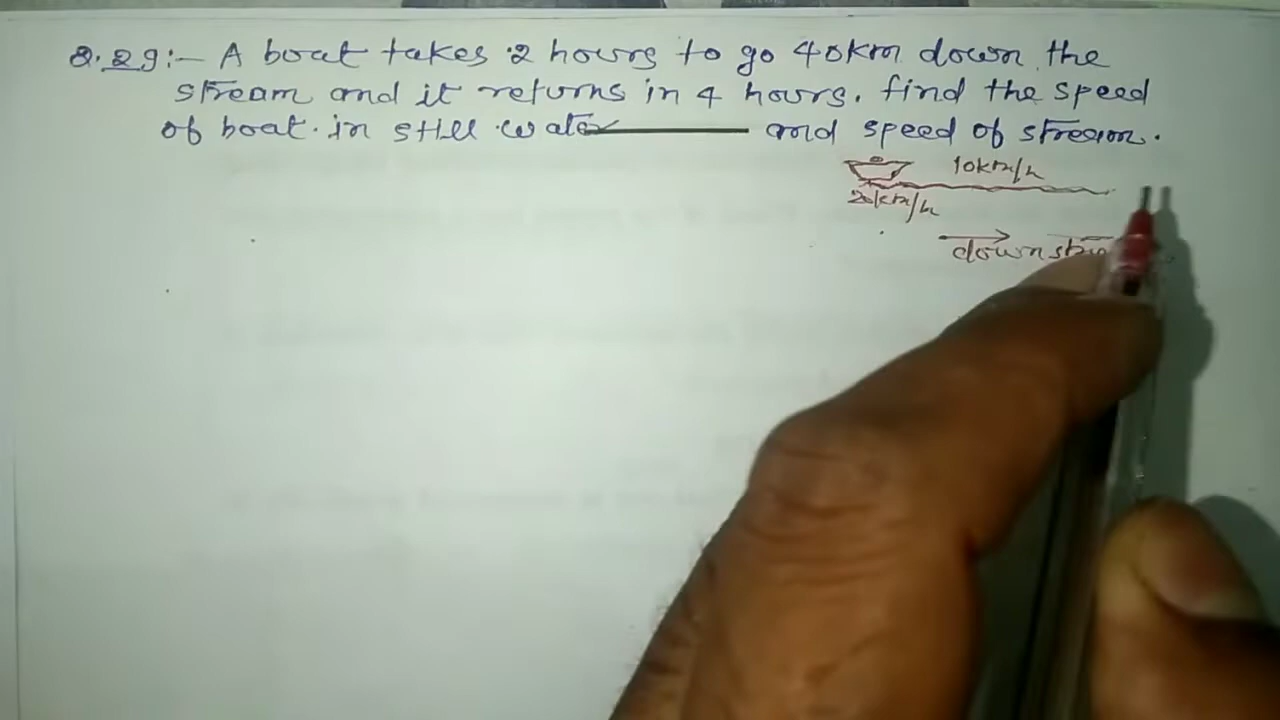 Q.29:- A boat takes 2 hours to go 40km down the
stream and it returns in 4 hours. find the speed
of boat in still water and speed of stream.
10km/h
20km/h